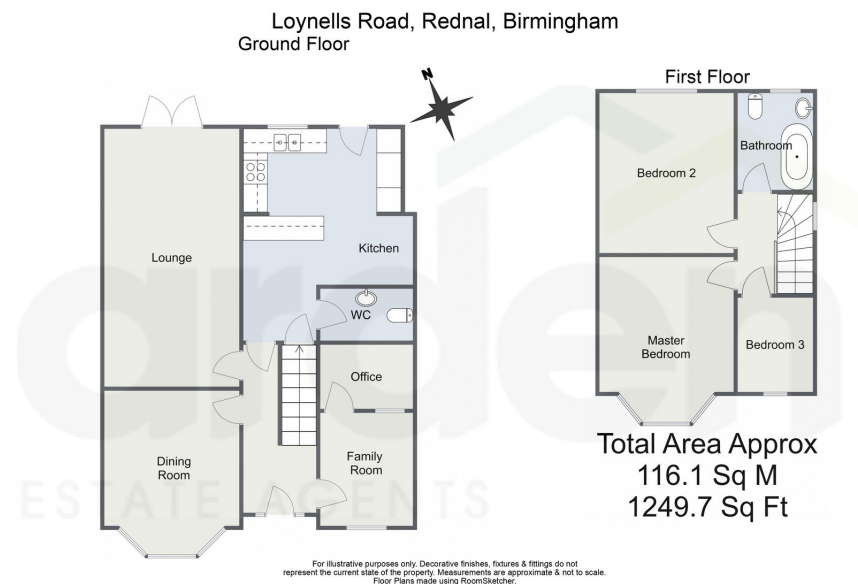 Loynells Road, Rednal, Birmingham
Ground Floor
N
First Floor
Bathroom
Bedroom 2
Lounge
Kitchen
WC
Master
Bedroom
Bedroom 3
Office
Dining
Room
Family
Room
Total Area Approx
116.1 Sq M
1249.7 Sq Ft
arden
ESTATE AGENTS
For illustrative purposes only. Decorative finishes, fixtures & fittings do not
represent the current state of the property. Measurements are approximate & not to scale.
Floor Plans made using RoomSketcher.